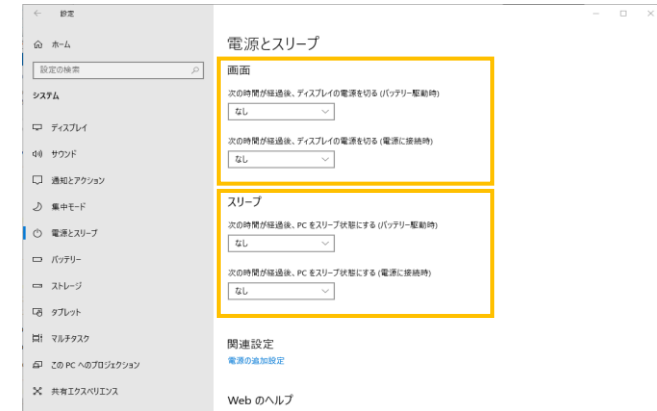 設定
ホーム
設定の検索
システム
ディスプレイ
サウンド
通知とアクション
集中モード
電源とスリープ
バッテリー
ストレージ
タブレット
マルチタスク
この PC へのプロジェクション
共有エクスペリエンス
電源とスリープ
画面
次の時間が経過後、ディスプレイの電源を切る (バッテリー駆動時)
なし
次の時間が経過後、ディスプレイの電源を切る (電源に接続時)
なし
スリープ
次の時間が経過後、PC をスリープ状態にする (バッテリー駆動時)
なし
次の時間が経過後、PC をスリープ状態にする (電源に接続時)
なし
関連設定
電源の追加設定
Web のヘルプ